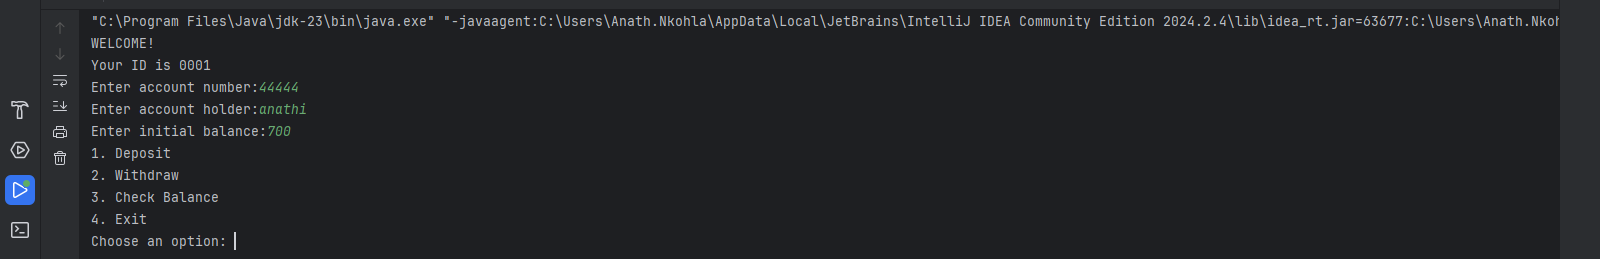 "C:\Program Files\Java\jdk-23\bin\java.exe" "-javaagent:C:\Users\Anath.Nkohla\AppData\Local\JetBrains\IntelliJ IDEA Community Edition 2024.2.4\lib\idea_rt.jar=63677:C:\Users\Anath.Nkoh
WELCOME!
Your ID is 0001
Enter account number:44444
Enter account holder:anathi
Enter initial balance:700
1. Deposit
2. Withdraw
3. Check Balance
4. Exit
Choose an option: